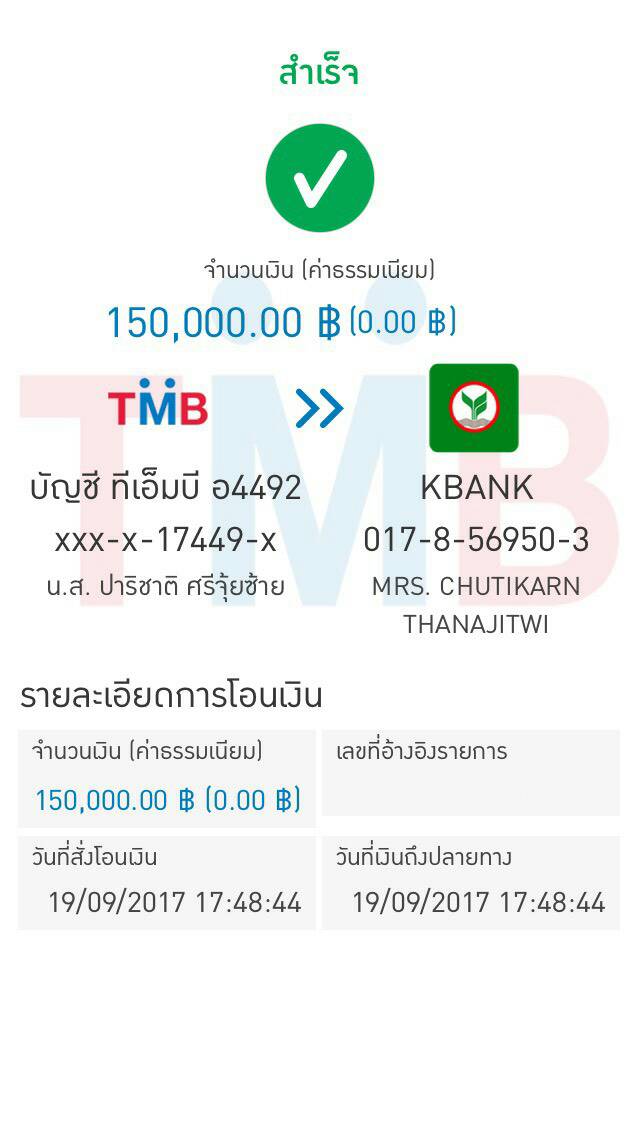 สำเร็จ
จำนวนเงิน (ค่าธรรมเนียม)
150,000.00 ฿ (0.00 ฿)
TMB
บัญชี ทีเอ็มบี อ4492
xxx-x-17449-x
น.ส. ปาริชาติ ศรีจุ้ยซ้าย
KBANK
017-8-56950-3
MRS. CHUTIKARN
THANAJITWI
รายละเอียดการโอนเงิน
จำนวนเงิน (ค่าธรรมเนียม)
150,000.00 ฿ (0.00 ฿)
เลขที่อ้างอิงรายการ
วันที่สั่งโอนเงิน
19/09/2017 17:48:44
วันที่เงินถึงปลายทาง
19/09/2017 17:48:44
TMB